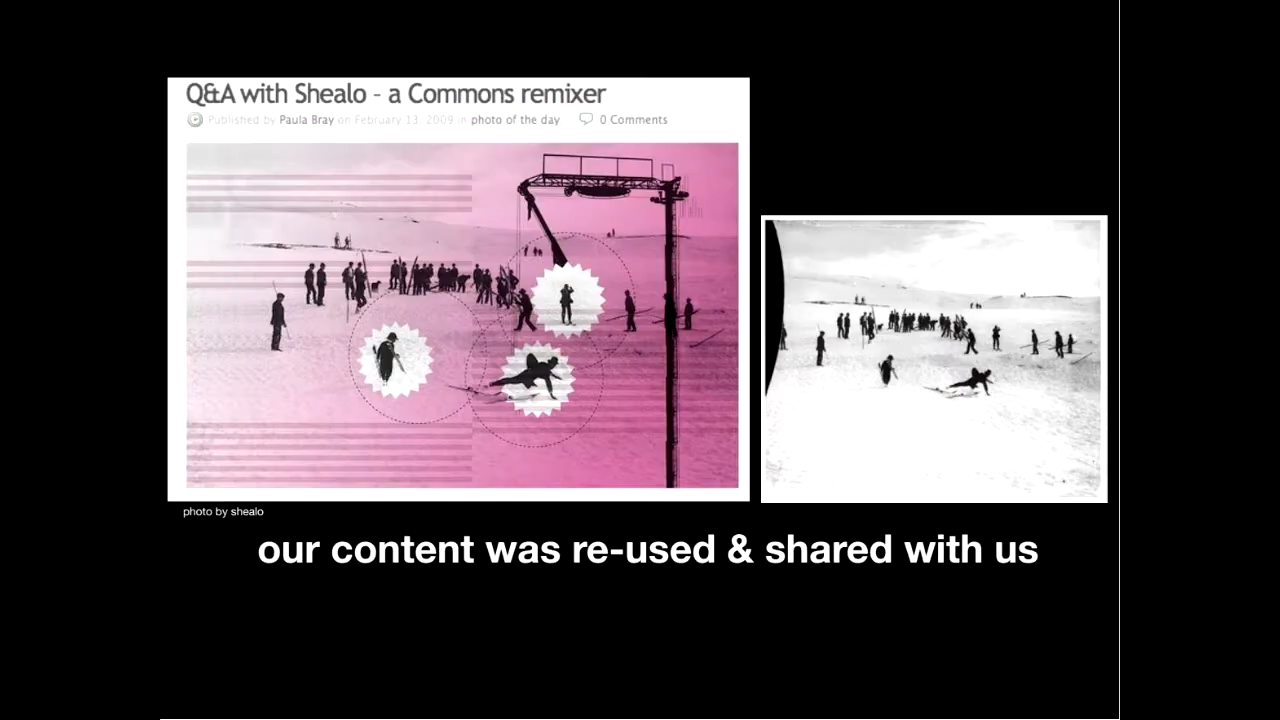 Q&A with Shealo - a Commons remixer
Published by Paula Bray on February 13, 2009 in photo of the day 0 Comments
photo by shealo
our content was re-used & shared with us